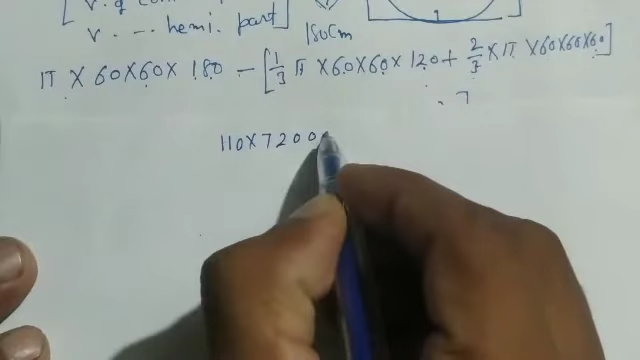 hemi. part]
180cm
π × 60×60× 180 - [1/3 π ×60×60× 120 + 2/3 × π ×60×60×60]
110×7200